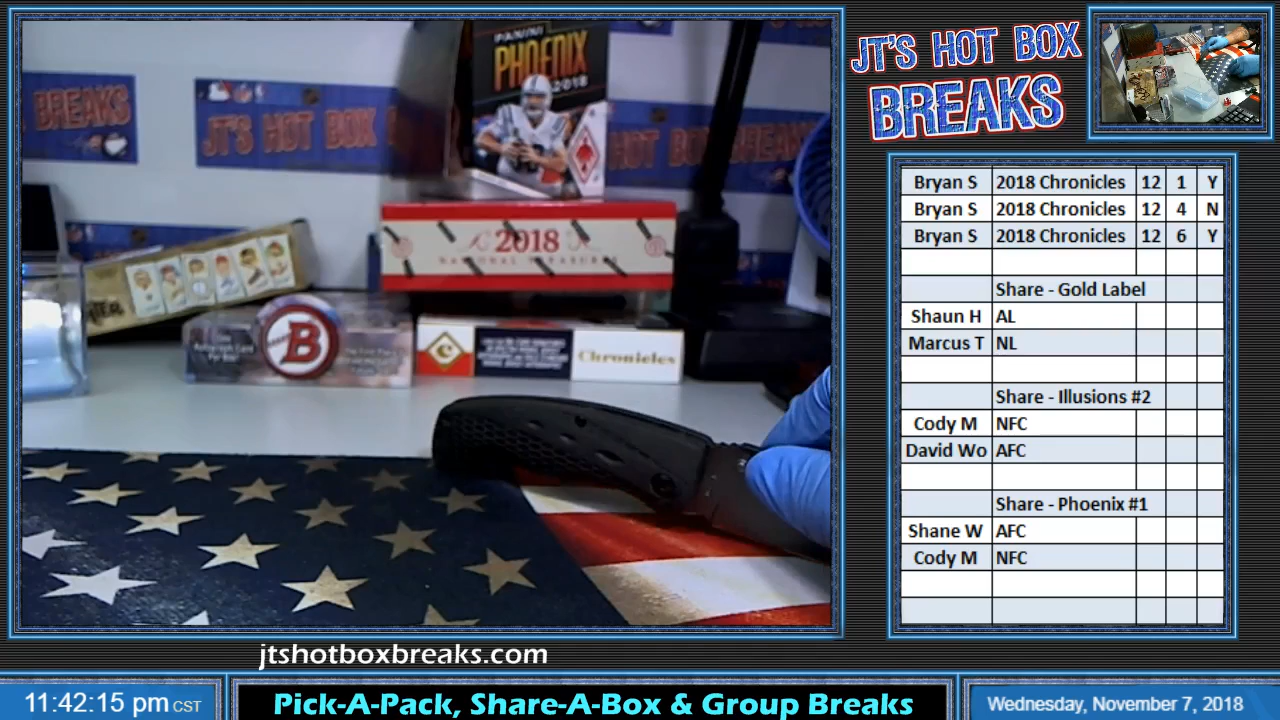 PANINI
PHOENIX
2018
BREAKS
JT'S HOT BOX
HOT BOX BREAKS
2018
NATIONAL TREASURES
B
C
Chronicles
JT'S HOT BOX
BREAKS
Bryan S 2018 Chronicles 12 1 Y
Bryan S 2018 Chronicles 12 4 N
Bryan S 2018 Chronicles 12 6 Y
Share - Gold Label
Shaun H AL
Marcus T NL
Share - Illusions #2
Cody M NFC
David Wo AFC
Share - Phoenix #1
Shane W AFC
Cody M NFC
jtshotboxbreaks.com
11:42:15 pm CST
Pick-A-Pack, Share-A-Box & Group Breaks
Wednesday, November 7, 2018